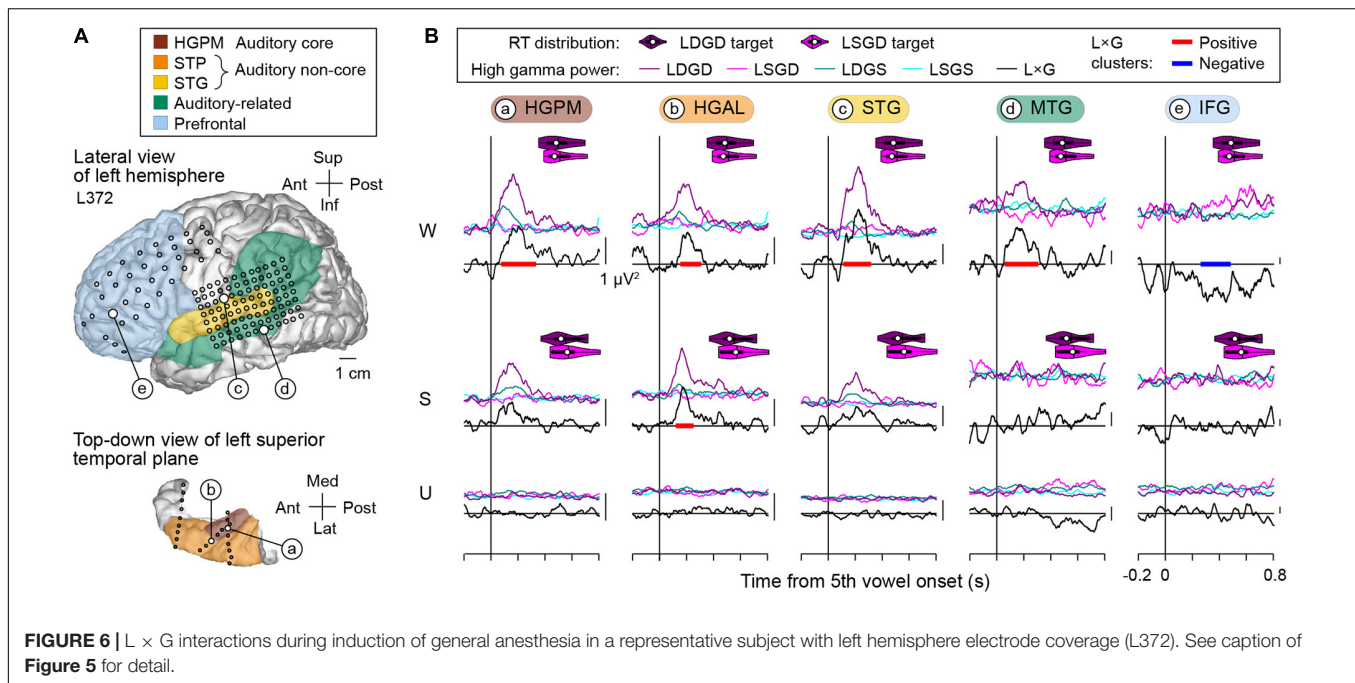 A
HGPM Auditory core
STP
STG
Auditory non-core
Auditory-related
Prefrontal
Lateral view
of left hemisphere
L372
Sup
Ant Post
Inf
1 cm
e c d
Top-down view of left superior
temporal plane
b
Med
Ant Post
Lat
a
B
RT distribution: LDGD target LSGD target
High gamma power: LDGD LSGD LDGS LSGS L×G
L×G
clusters:
Positive
Negative
a HGPM b HGAL c STG d MTG e IFG
W
1 µV²
S
U
-0.2 0 0.8
Time from 5th vowel onset (s)
FIGURE 6 | L × G interactions during induction of general anesthesia in a representative subject with left hemisphere electrode coverage (L372). See caption of
Figure 5 for detail.